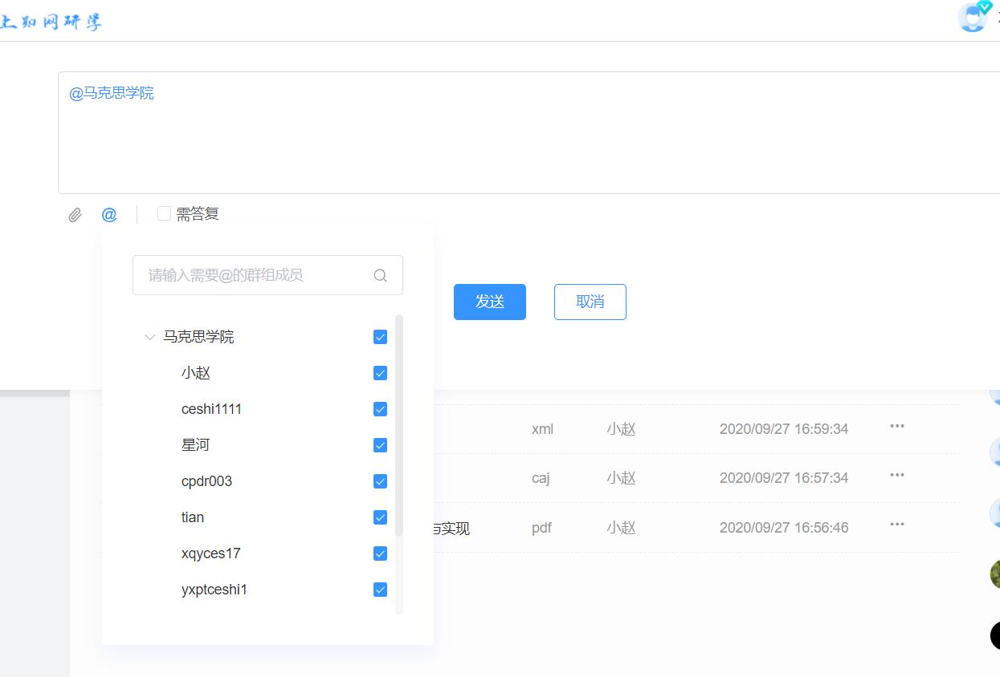 上知网研学
@马克思学院
@ 需答复
请输入需要@的群组成员
发送 取消
马克思学院
小赵
ceshi1111
星河
xml 小赵 2020/09/27 16:59:34 •••
cpdr003
caj 小赵 2020/09/27 16:57:34 •••
tian
与实现 pdf 小赵 2020/09/27 16:56:46 •••
xqyces17
yxptceshi1